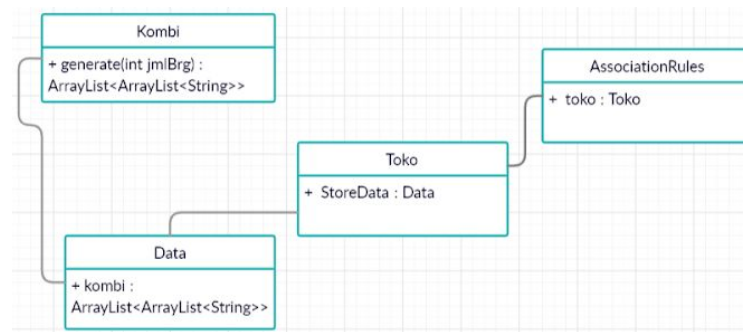 Kombi
+ generate(int jmlBrg) :
ArrayList<ArrayList<String>>
AssociationRules
+ toko : Toko
Toko
+ StoreData : Data
Data
+ kombi :
ArrayList<ArrayList<String>>